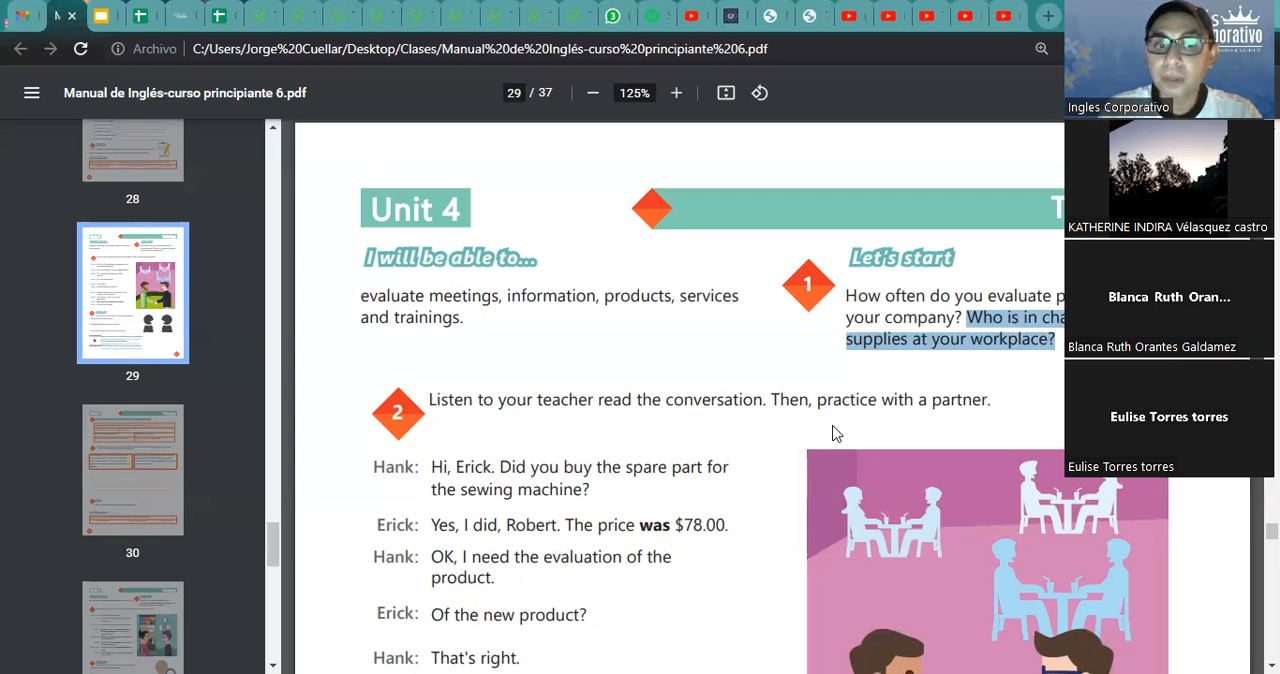 Archivo
C:/Users/Jorge%20Cuellar/Desktop/Clases/Manual%20de%20Inglés-curso%20principiante%206.pdf
Manual de Inglés-curso principiante 6.pdf
29 / 37
125%
28
29
30
Unit 4
T
I will be able to...
evaluate meetings, information, products, services
and trainings.
1
Let's start
How often do you evaluate p
your company? Who is in cha
supplies at your workplace?
2
Listen to your teacher read the conversation. Then, practice with a partner.
Hank: Hi, Erick. Did you buy the spare part for
the sewing machine?
Erick: Yes, I did, Robert. The price was $78.00.
Hank: OK, I need the evaluation of the
product.
Erick: Of the new product?
Hank: That's right.
Ingles Corporativo
KATHERINE INDIRA Vélasquez castro
Blanca Ruth Oran...
Blanca Ruth Orantes Galdamez
Eulise Torres torres
Eulise Torres torres